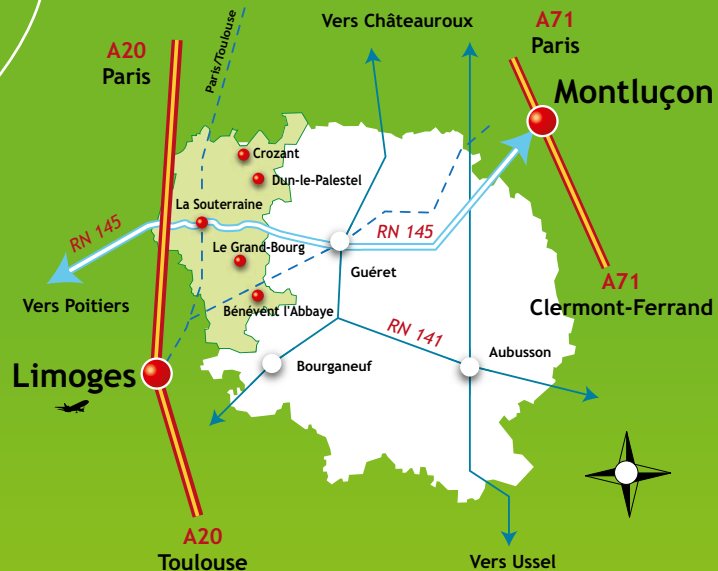 Vers Châteauroux
A71
Paris
A20
Paris
Paris/Toulouse
Montluçon
Crozant
Dun-le-Palestel
La Souterraine
RN 145
RN 145
Le Grand-Bourg
Guéret
Vers Poitiers
Bénévent l'Abbaye
A71
Clermont-Ferrand
RN 141
Limoges
Bourganeuf
Aubusson
A20
Toulouse
Vers Ussel